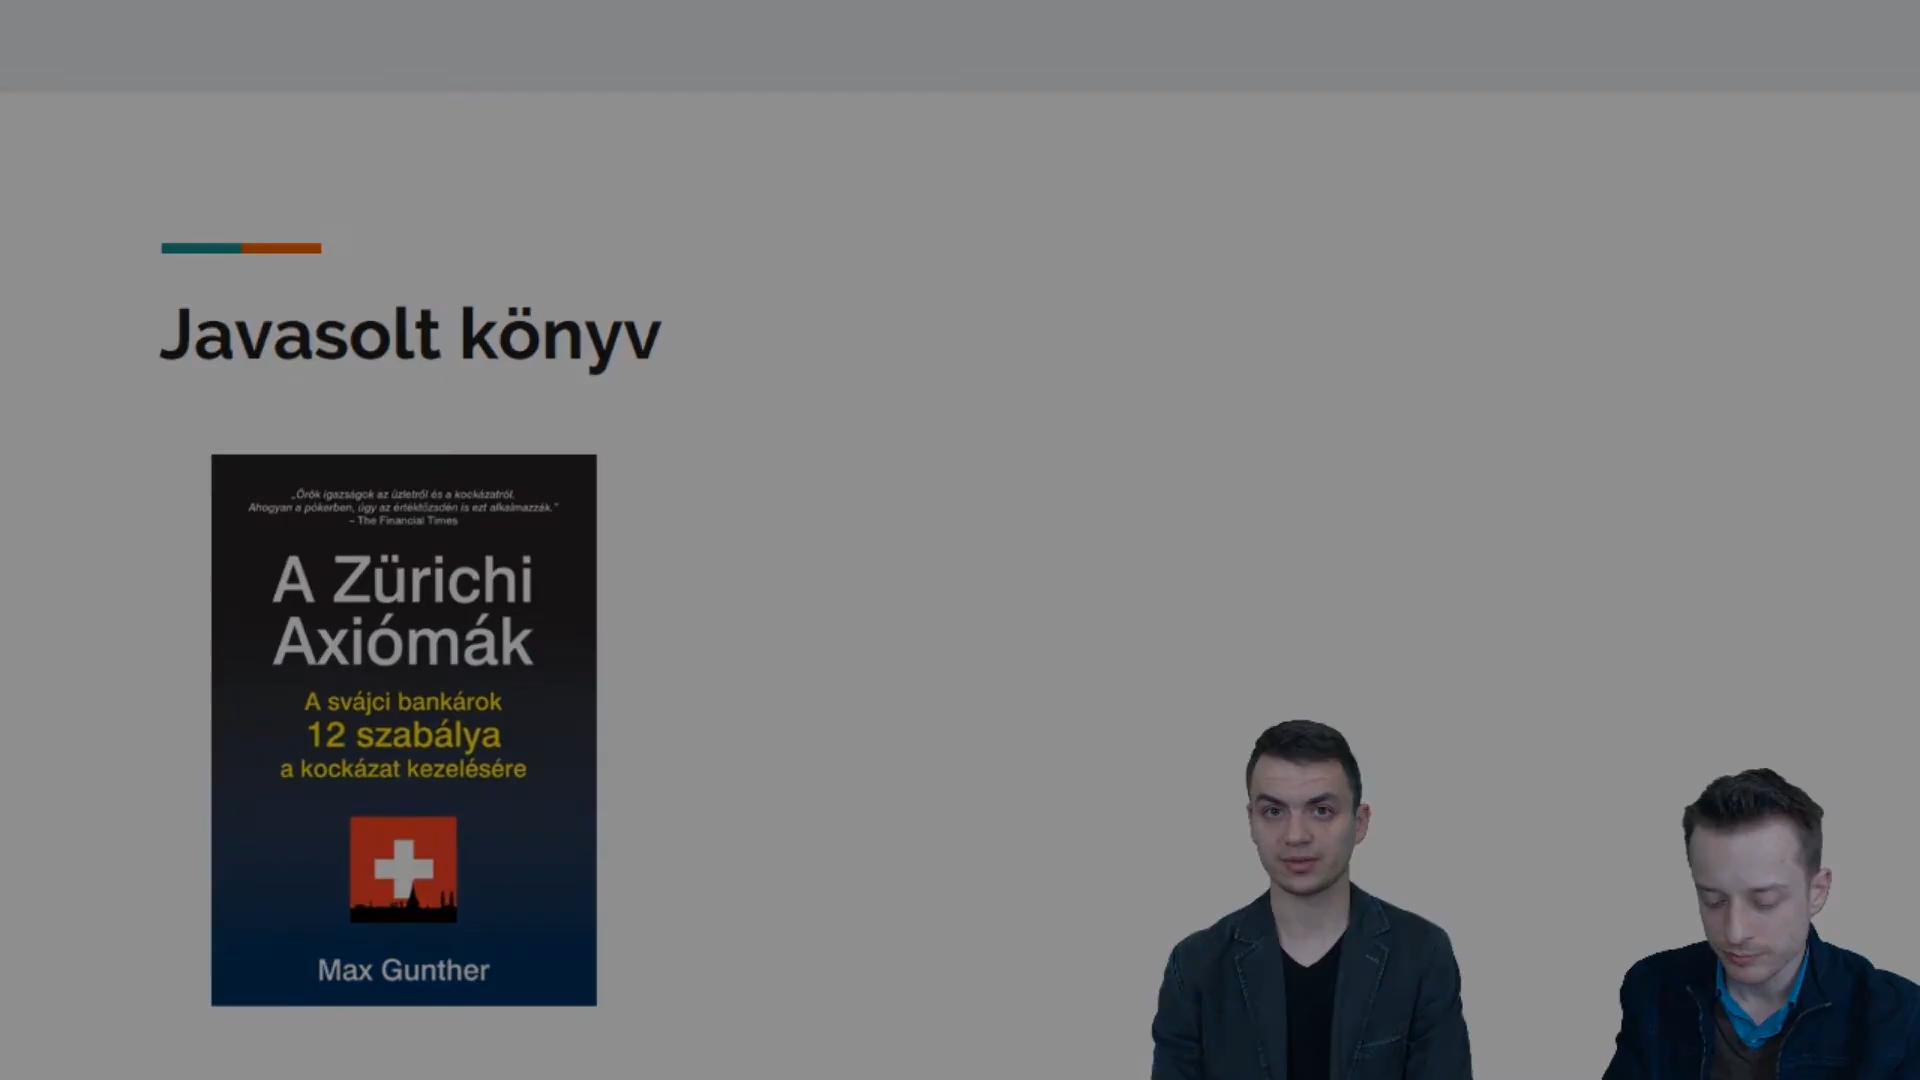 Javasolt könyv
„Örök igazságok az üzletről és a kockázatról.
Ahogyan a pókerben, úgy az értéktőzsdén is ezt alkalmazzák.”
– The Financial Times
A Zürichi
Axiómák
A svájci bankárok
12 szabálya
a kockázat kezelésére
Max Gunther